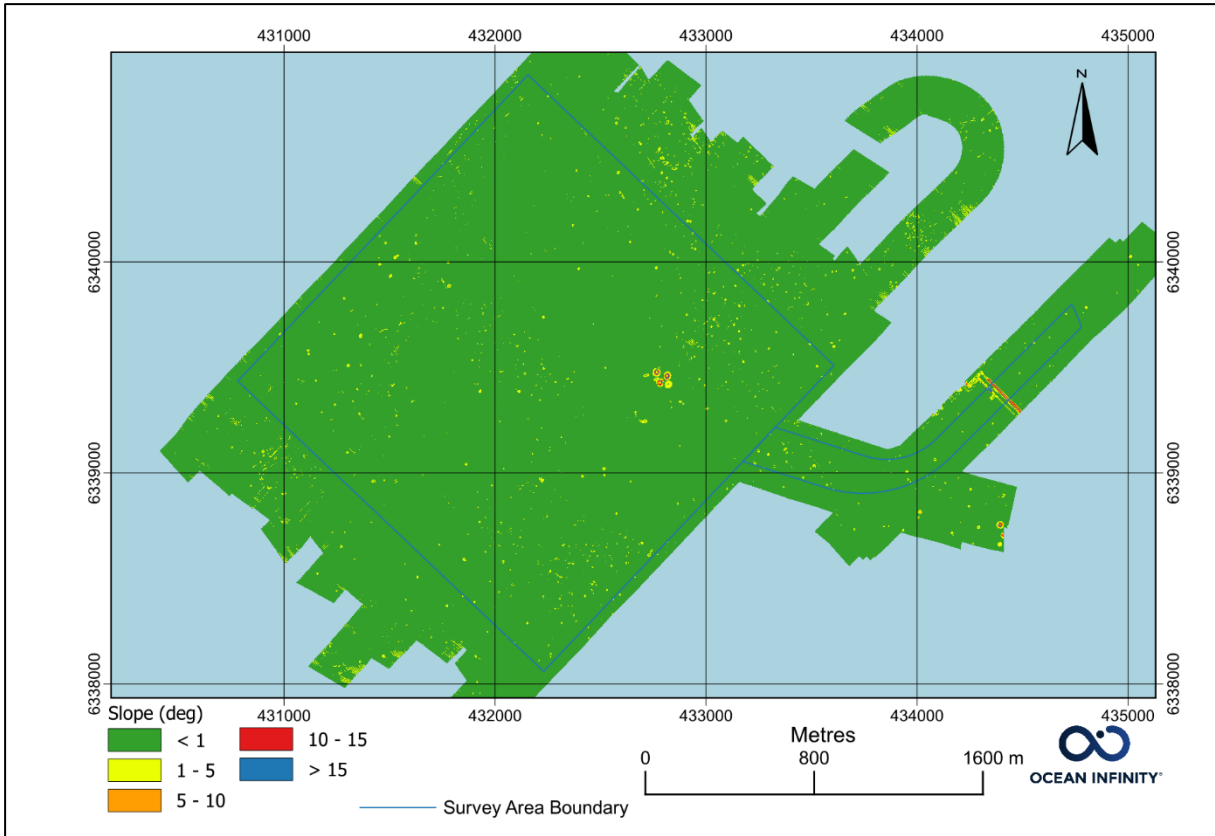 431000 432000 433000 434000 435000
N
6340000 6340000
6339000 6339000
6338000 6338000
431000 432000 433000 434000 435000
Slope (deg)
< 1 10 - 15
1 - 5 > 15
5 - 10
Survey Area Boundary
Metres
0 800 1600 m
OCEAN INFINITY®